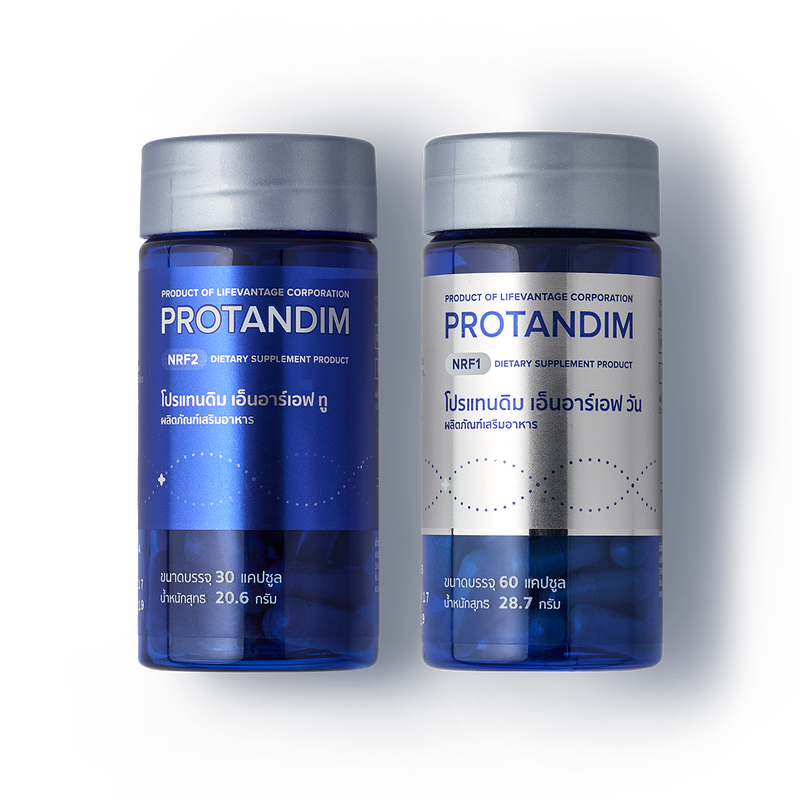 PRODUCT OF LIFEVANTAGE CORPORATION
PROTANDIM
NRF2 DIETARY SUPPLEMENT PRODUCT
โปรแทนดิม เอ็นอาร์เอฟ ทู
ผลิตภัณฑ์เสริมอาหาร
ขนาดบรรจุ 30 แคปซูล
น้ำหนักสุทธิ 20.6 กรัม
PRODUCT OF LIFEVANTAGE CORPORATION
PROTANDIM
NRF1 DIETARY SUPPLEMENT PRODUCT
โปรแทนดิม เอ็นอาร์เอฟ วัน
ผลิตภัณฑ์เสริมอาหาร
ขนาดบรรจุ 60 แคปซูล
น้ำหนักสุทธิ 28.7 กรัม